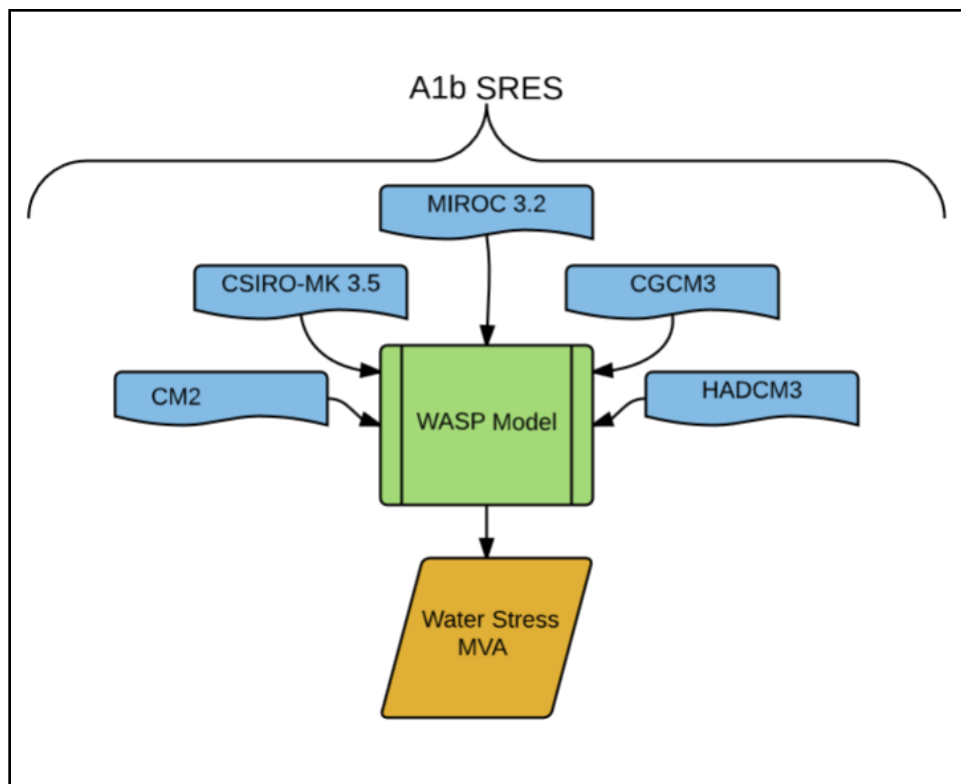 A1b SRES
MIROC 3.2
CSIRO-MK 3.5
CGCM3
CM2
HADCM3
WASP Model
Water Stress
MVA